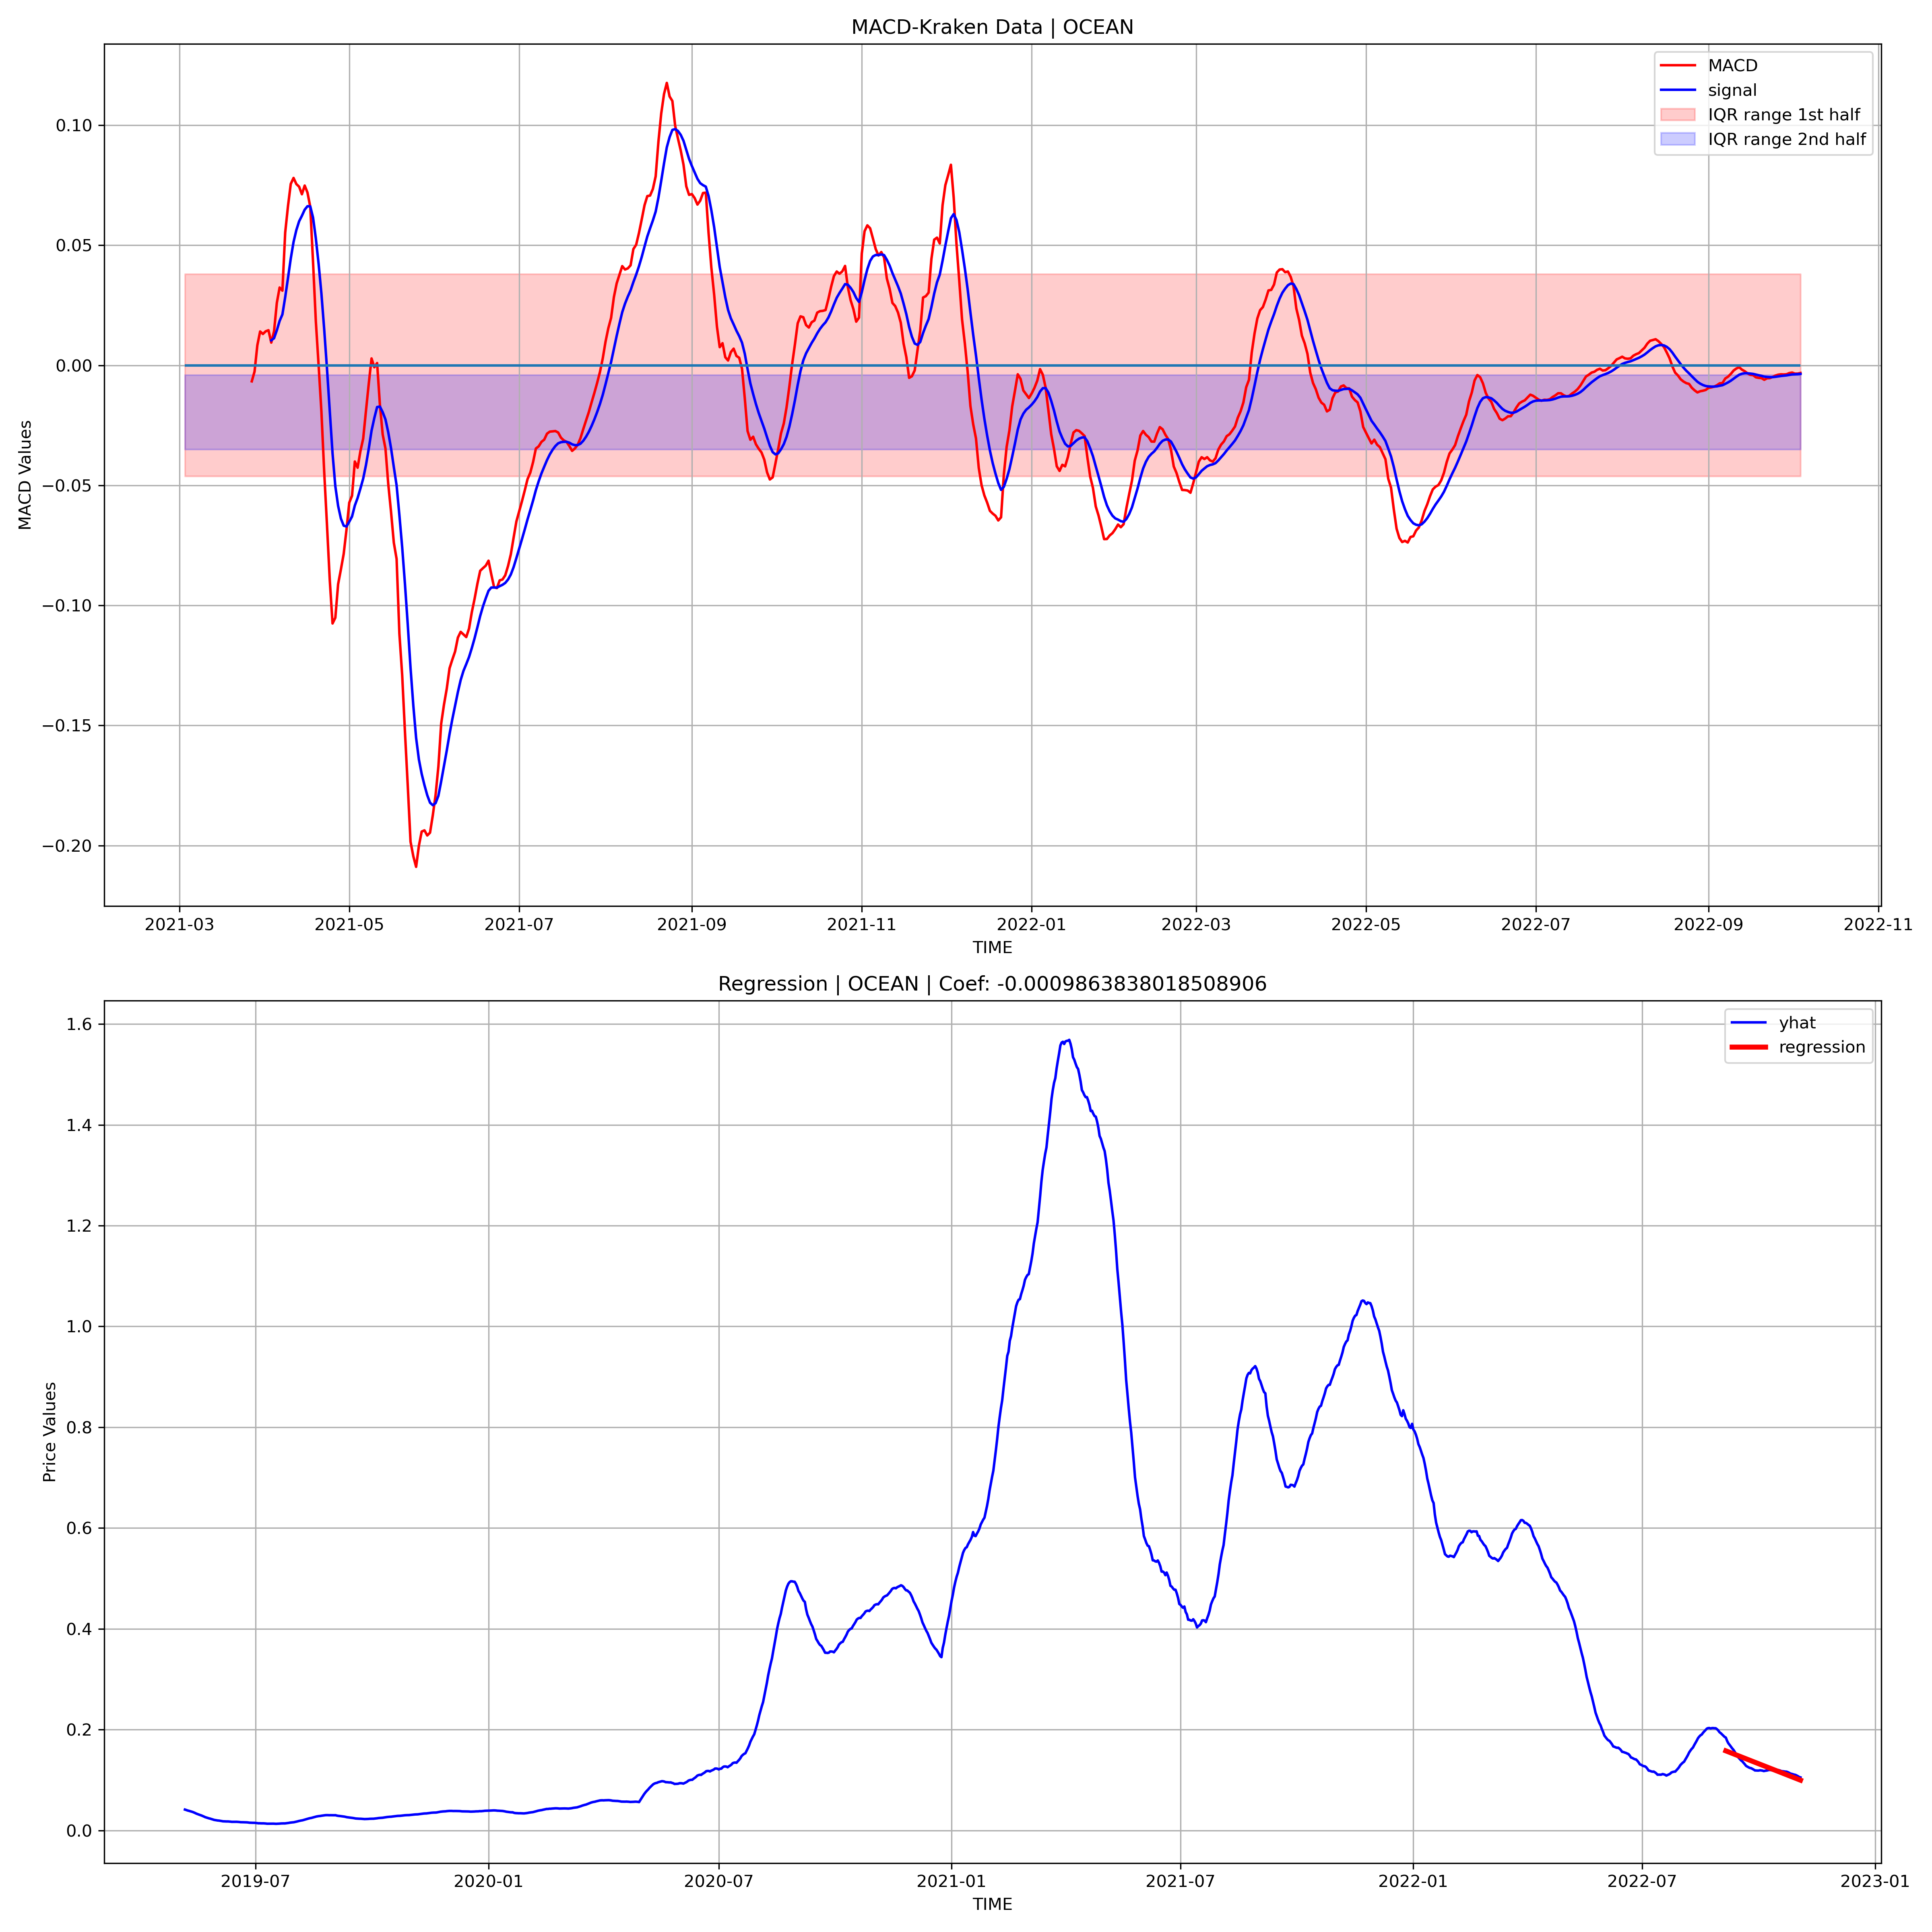 MACD-Kraken Data | OCEAN
MACD
signal
IQR range 1st half
IQR range 2nd half
MACD Values
0.10
0.05
0.00
−0.05
−0.10
−0.15
−0.20
2021-03 2021-05 2021-07 2021-09 2021-11 2022-01 2022-03 2022-05 2022-07 2022-09 2022-11
TIME
Regression | OCEAN | Coef: -0.0009863838018508906
yhat
regression
Price Values
1.6
1.4
1.2
1.0
0.8
0.6
0.4
0.2
0.0
2019-07 2020-01 2020-07 2021-01 2021-07 2022-01 2022-07 2023-01
TIME